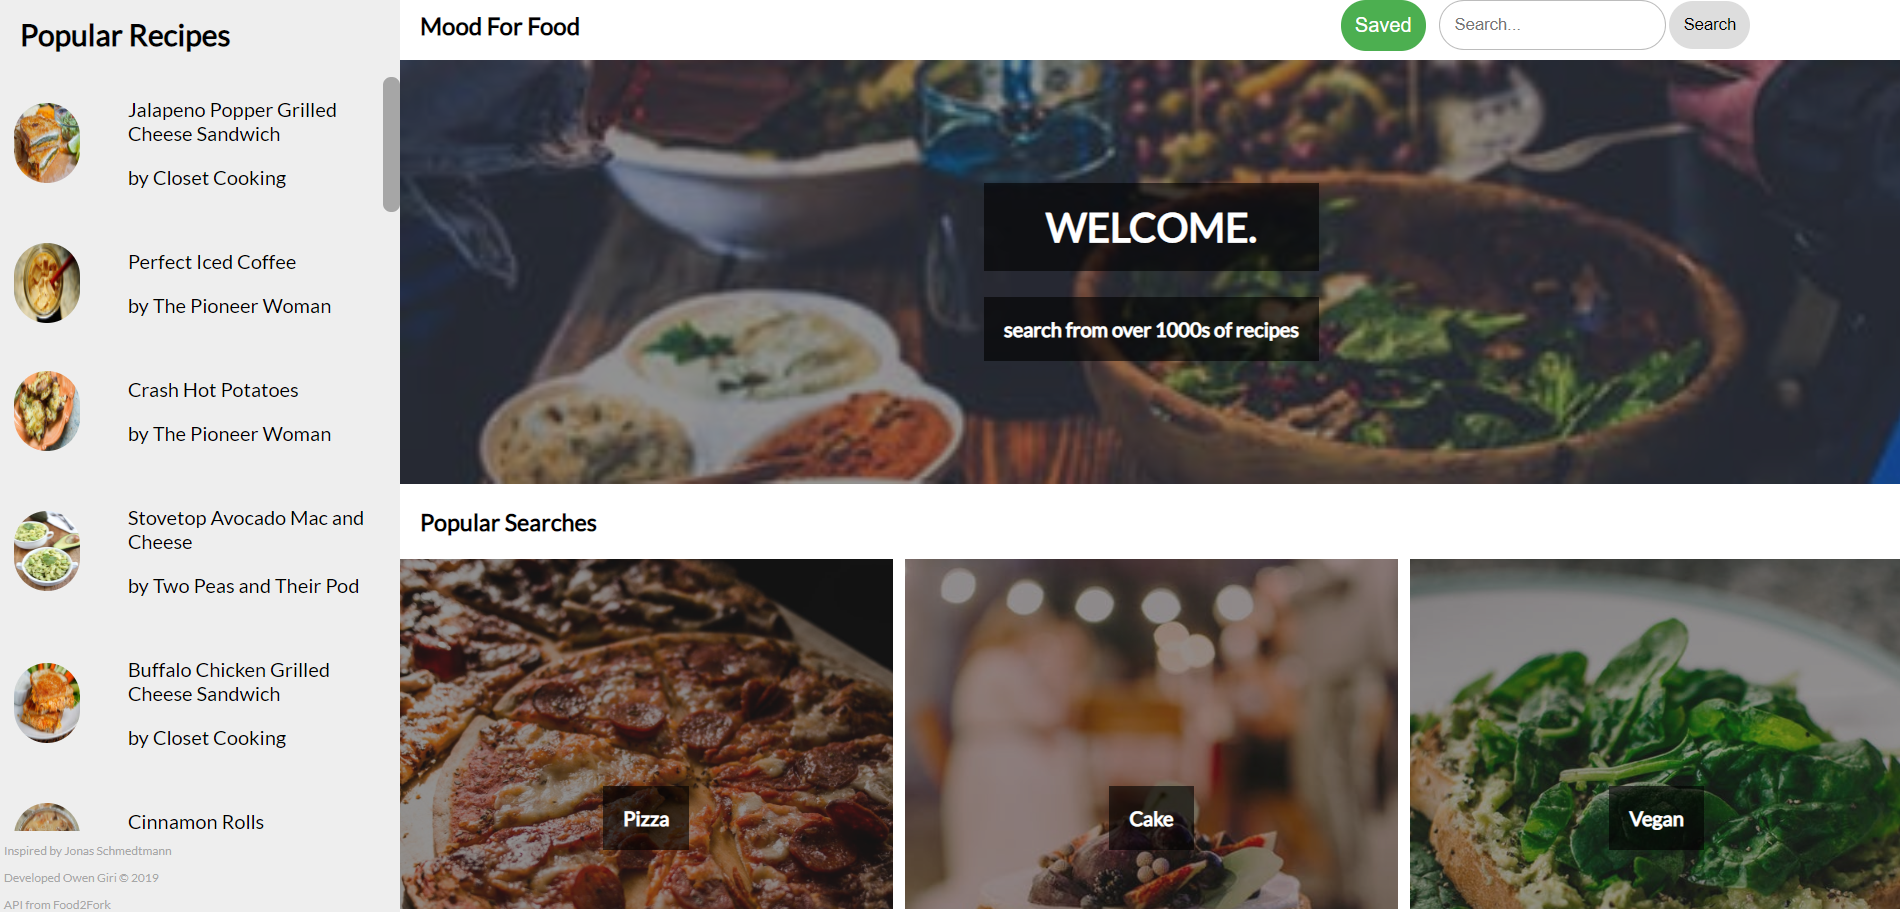 Popular Recipes
Jalapeno Popper Grilled
Cheese Sandwich
by Closet Cooking
Perfect Iced Coffee
by The Pioneer Woman
Crash Hot Potatoes
by The Pioneer Woman
Stovetop Avocado Mac and
Cheese
by Two Peas and Their Pod
Buffalo Chicken Grilled
Cheese Sandwich
by Closet Cooking
Cinnamon Rolls
Inspired by Jonas Schmedtmann
Developed Owen Giri © 2019
API from Food2Fork
Mood For Food
Saved
Search...
Search
WELCOME.
search from over 1000s of recipes
Popular Searches
Pizza
Cake
Vegan